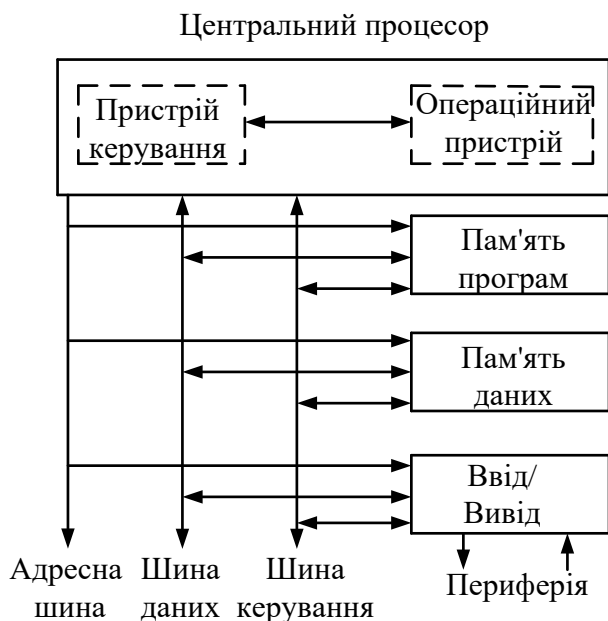 Центральний процесор
Пристрій
керування
Операційний
пристрій
Пам'ять
програм
Пам'ять
даних
Ввід/
Вивід
Адресна
шина
Шина
даних
Шина
керування
Периферія